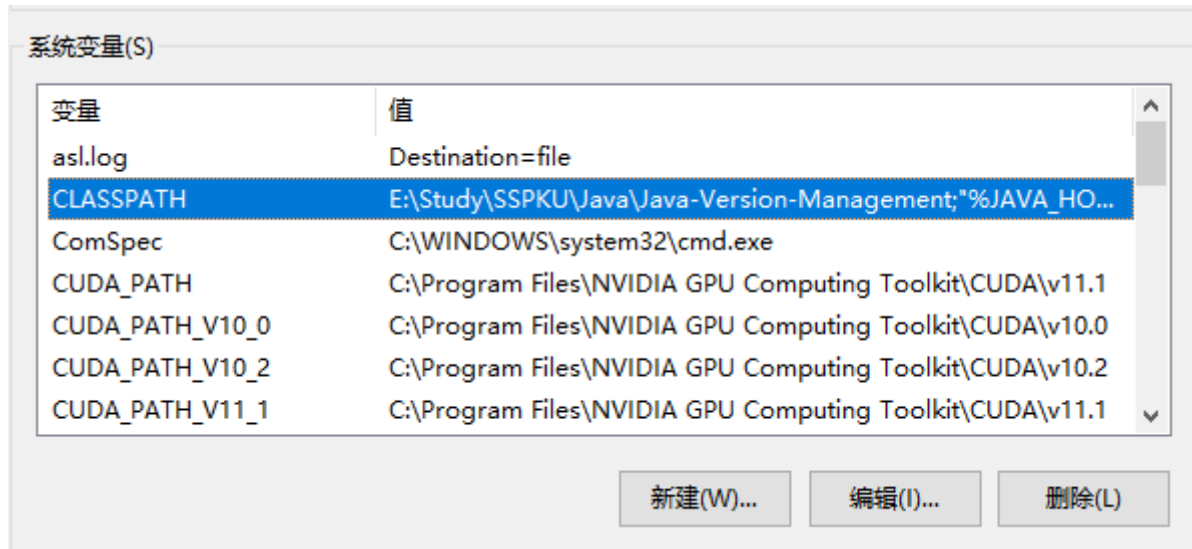 系统变量(S)
变量 值
asl.log Destination=file
CLASSPATH E:\Study\SSPKU\Java\Java-Version-Management;"%JAVA_HO...
ComSpec C:\WINDOWS\system32\cmd.exe
CUDA_PATH C:\Program Files\NVIDIA GPU Computing Toolkit\CUDA\v11.1
CUDA_PATH_V10_0 C:\Program Files\NVIDIA GPU Computing Toolkit\CUDA\v10.0
CUDA_PATH_V10_2 C:\Program Files\NVIDIA GPU Computing Toolkit\CUDA\v10.2
CUDA_PATH_V11_1 C:\Program Files\NVIDIA GPU Computing Toolkit\CUDA\v11.1
新建(W)... 编辑(I)... 删除(L)